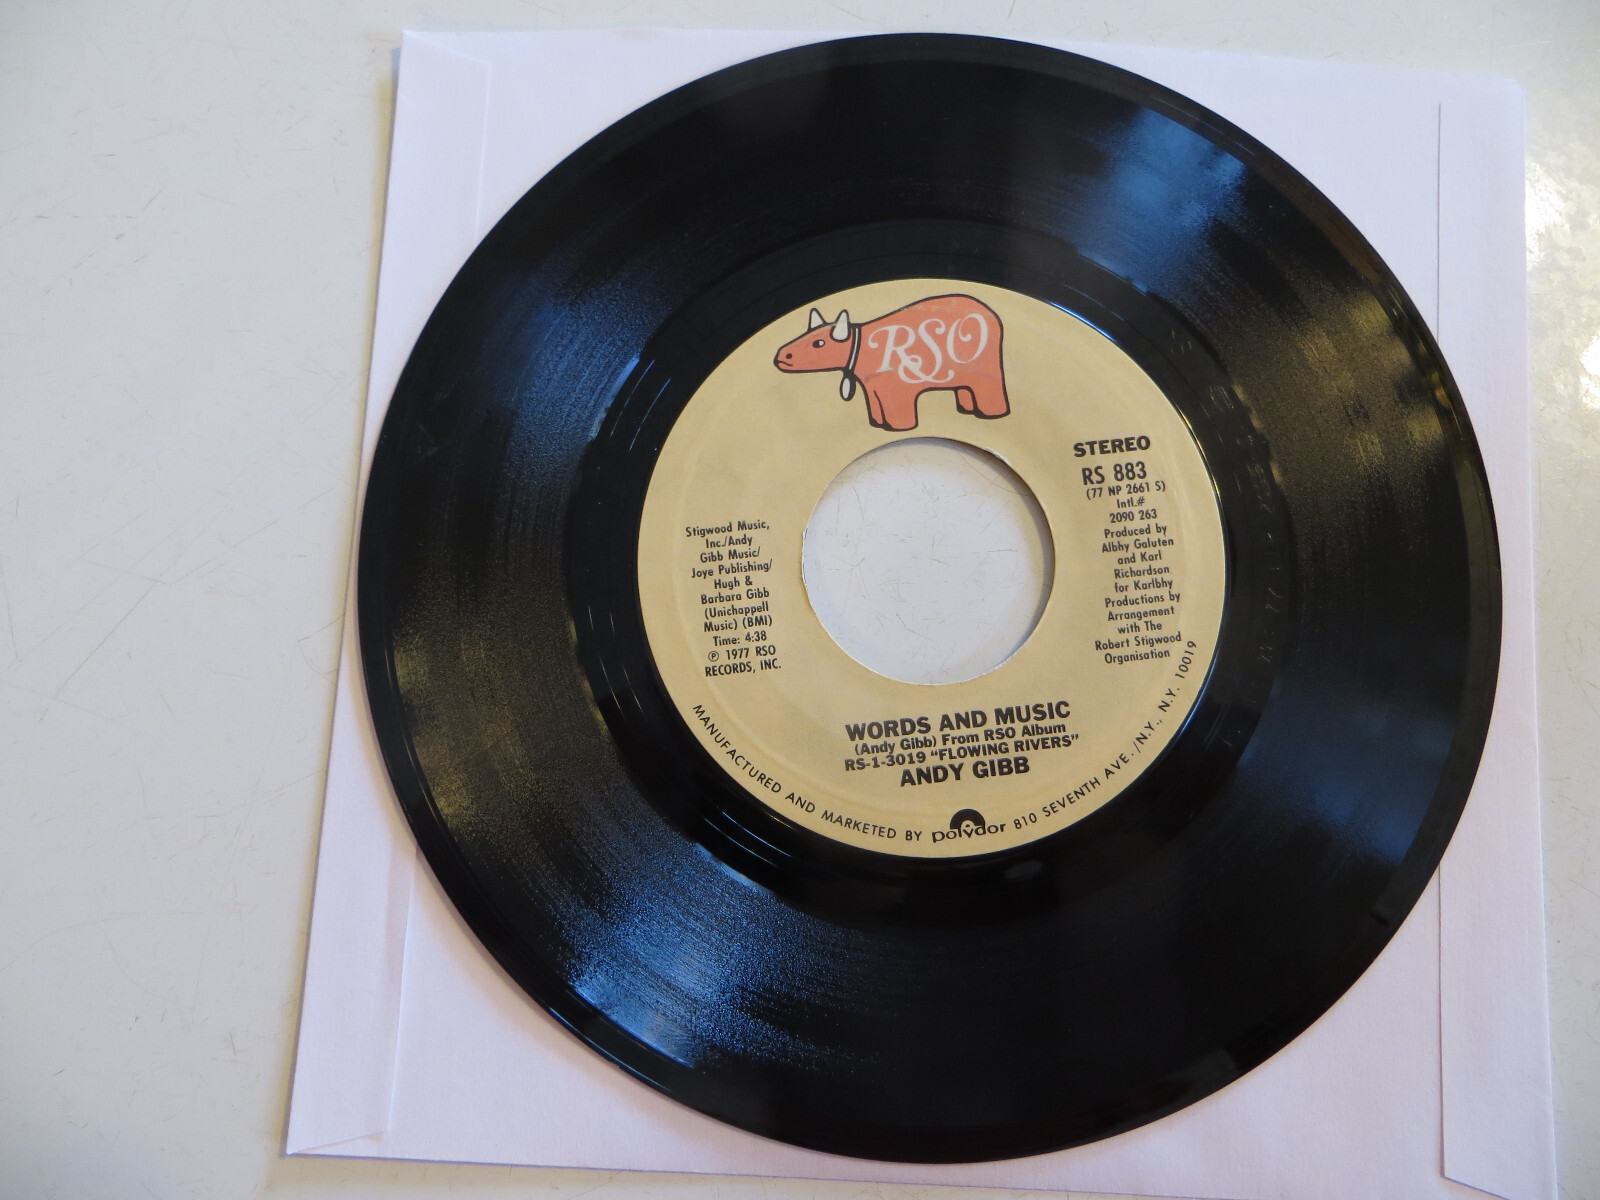 RSO
STEREO
RS 883
(77 NP 2661 S)
Intl.#
2090 263
Produced by
Albhy Galuten
and Karl
Richardson
for Karlbhy
Productions by
Arrangement
with The
Robert Stigwood
Organisation
Stigwood Music,
Inc./Andy
Gibb Music/
Joye Publishing/
Hugh &
Barbara Gibb
(Unichappell
Music) (BMI)
Time: 4:38
℗ 1977 RSO
RECORDS, INC.
WORDS AND MUSIC
(Andy Gibb) From RSO Album
RS-1-3019 "FLOWING RIVERS"
ANDY GIBB
MANUFACTURED AND MARKETED BY polydor 810 SEVENTH AVE./N.Y., N.Y. 10019